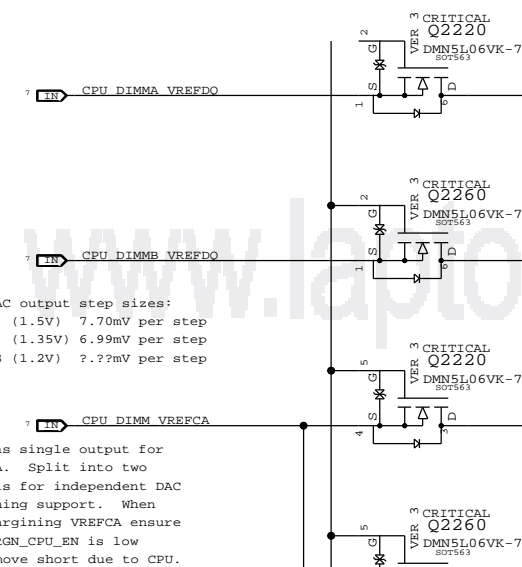 VER 3
CRITICAL
Q2220
DMN5L06VK-7
SOT563
2
G
S
D
1
6
7 IN CPU_DIMMA_VREFDQ
VER 3
CRITICAL
Q2260
DMN5L06VK-7
SOT563
2
G
S
D
1
6
7 IN CPU_DIMMB_VREFDQ
www.lapto
AC output step sizes:
(1.5V) 7.70mV per step
(1.35V) 6.99mV per step
(1.2V) ?.??mV per step
VER 3
CRITICAL
Q2220
DMN5L06VK-7
SOT563
5
G
S
D
4
3
7 IN CPU_DIMM_VREFCA
as single output for
A. Split into two
s for independent DAC
ning support. When
argining VREFCA ensure
RGN_CPU_EN is low
move short due to CPU.
VER 3
CRITICAL
Q2260
DMN5L06VK-7
SOT563
5
G
S
D